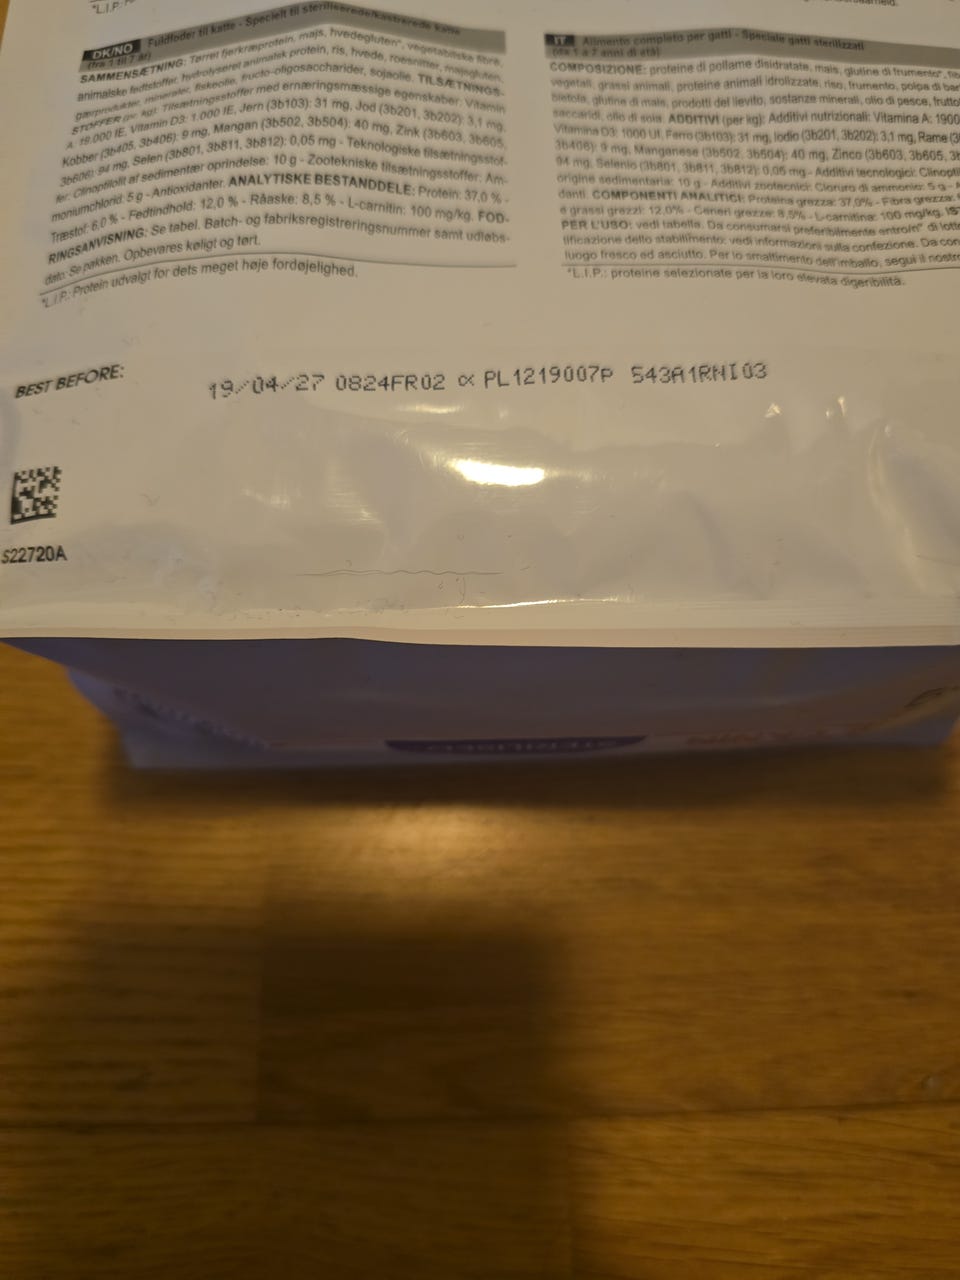 *L.I.P.:
DK/NO Fuldfoder til katte - Specielt til steriliserede/kastrerede katte
(fra 1 til 7 år)
SAMMENSÆTNING: Tørret fjerkræprotein, majs, hvedegluten*, vegetabilske fibre,
animalske fedtstoffer, hydrolyseret animalsk protein, ris, hvede, roesnitter, majsgluten,
gærprodukter, mineraler, fiskeolie, fructo-oligosaccharider, sojaolie. TILSÆTNINGS-
STOFFER (pr. kg): Tilsætningsstoffer med ernæringsmæssige egenskaber: Vitamin
A: 19.000 IE, Vitamin D3: 1.000 IE, Jern (3b103): 31 mg, Jod (3b201, 3b202): 3,1 mg,
Kobber (3b405, 3b406): 9 mg, Mangan (3b502, 3b504): 40 mg, Zink (3b603, 3b605,
3b606): 94 mg, Selen (3b801, 3b811, 3b812): 0,05 mg - Teknologiske tilsætningsstof-
fer: Clinoptilolit af sedimentær oprindelse: 10 g - Zootekniske tilsætningsstoffer: Am-
moniumchlorid: 5 g - Antioxidanter. ANALYTISKE BESTANDDELE: Protein: 37,0 % -
Træstof: 6,0 % - Fedtindhold: 12,0 % - Råaske: 8,5 % - L-carnitin: 100 mg/kg. FOD-
RINGSANVISNING: Se tabel. Batch- og fabriksregistreringsnummer samt udløbs-
dato: Se pakken. Opbevares køligt og tørt.
*L.I.P.: Protein udvalgt for dets meget høje fordøjelighed.
IT Alimento completo per gatti - Speciale gatti sterilizzati
(da 1 a 7 anni di età)
COMPOSIZIONE: proteine di pollame disidratate, mais, glutine di frumento*,
vegetali, grassi animali, proteine animali idrolizzate, riso, frumento, polpa di
bietola, glutine di mais, prodotti del lievito, sostanze minerali, olio di pesce,
saccaridi, olio di soia. ADDITIVI (per kg): Additivi nutrizionali: Vitamina A:
Vitamina D3: 1000 UI, Ferro (3b103): 31 mg, Iodio (3b201, 3b202): 3,1 mg, Rame
3b406): 9 mg, Manganese (3b502, 3b504): 40 mg, Zinco (3b603, 3b605,
94 mg, Selenio (3b801, 3b811, 3b812): 0,05 mg - Additivi tecnologici:
origine sedimentaria: 10 g - Additivi zootecnici: Cloruro di ammonio: 5 g -
danti. COMPONENTI ANALITICI: Proteina grezza: 37,0% - Fibra grezza:
e grassi grezzi: 12,0% - Ceneri grezze: 8,5% - L-carnitina: 100 mg/kg.
PER L'USO: vedi tabella. Da consumarsi preferibilmente entro/n° di
tificazione dello stabilimento: vedi informazioni sulla confezione. Da
luogo fresco ed asciutto. Per lo smaltimento dell'imballo, segui il
*L.I.P.: proteine selezionate per la loro elevata digeribilità.
BEST BEFORE: 19/04/27 0824FR02 ∝ PL1219007P 543A1RNI03
S22720A
STERILISED